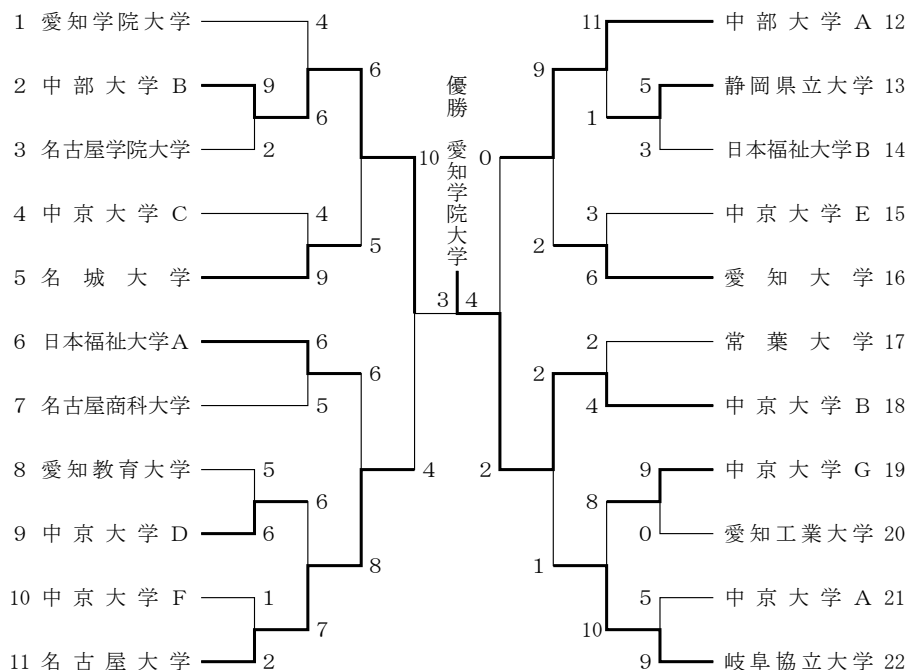 1 愛知学院大学 4
2 中部大学 B 9
6
6
3 名古屋学院大学 2
10
4 中京大学 C 4
5
5 名城大学 9
6 日本福祉大学A 6
6
7 名古屋商科大学 5
4
8 愛知教育大学 5
6
9 中京大学 D 6
8
10 中京大学 F 1
7
11 名古屋大学 2
優勝 愛知学院大学
3 4
11 中部大学 A 12
9
5 静岡県立大学 13
1
3 日本福祉大学B 14
0
3 中京大学 E 15
2
6 愛知大学 16
2 常葉大学 17
2
4 中京大学 B 18
2
9 中京大学 G 19
8
0 愛知工業大学 20
1
5 中京大学 A 21
10
9 岐阜協立大学 22